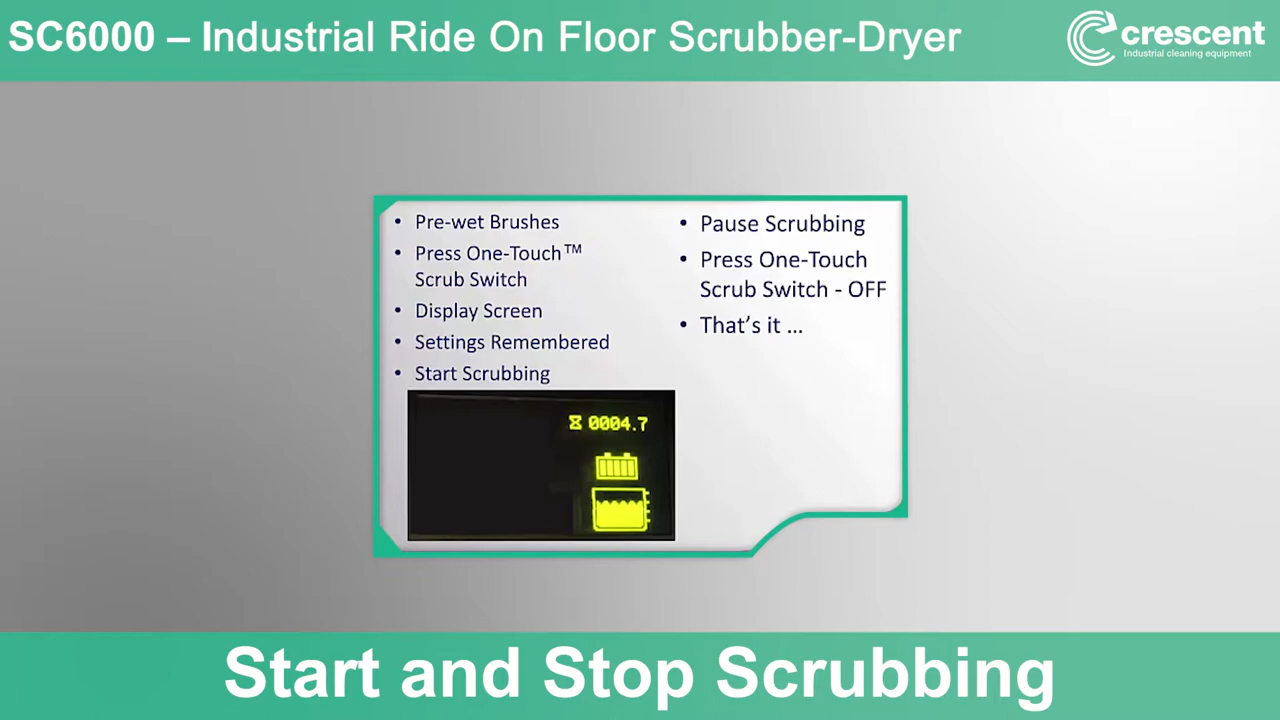 SC6000 – Industrial Ride On Floor Scrubber-Dryer
crescent
Industrial cleaning equipment
• Pre-wet Brushes
• Press One-Touch™
Scrub Switch
• Display Screen
• Settings Remembered
• Start Scrubbing
0004.7
• Pause Scrubbing
• Press One-Touch
Scrub Switch - OFF
• That’s it ...
Start and Stop Scrubbing